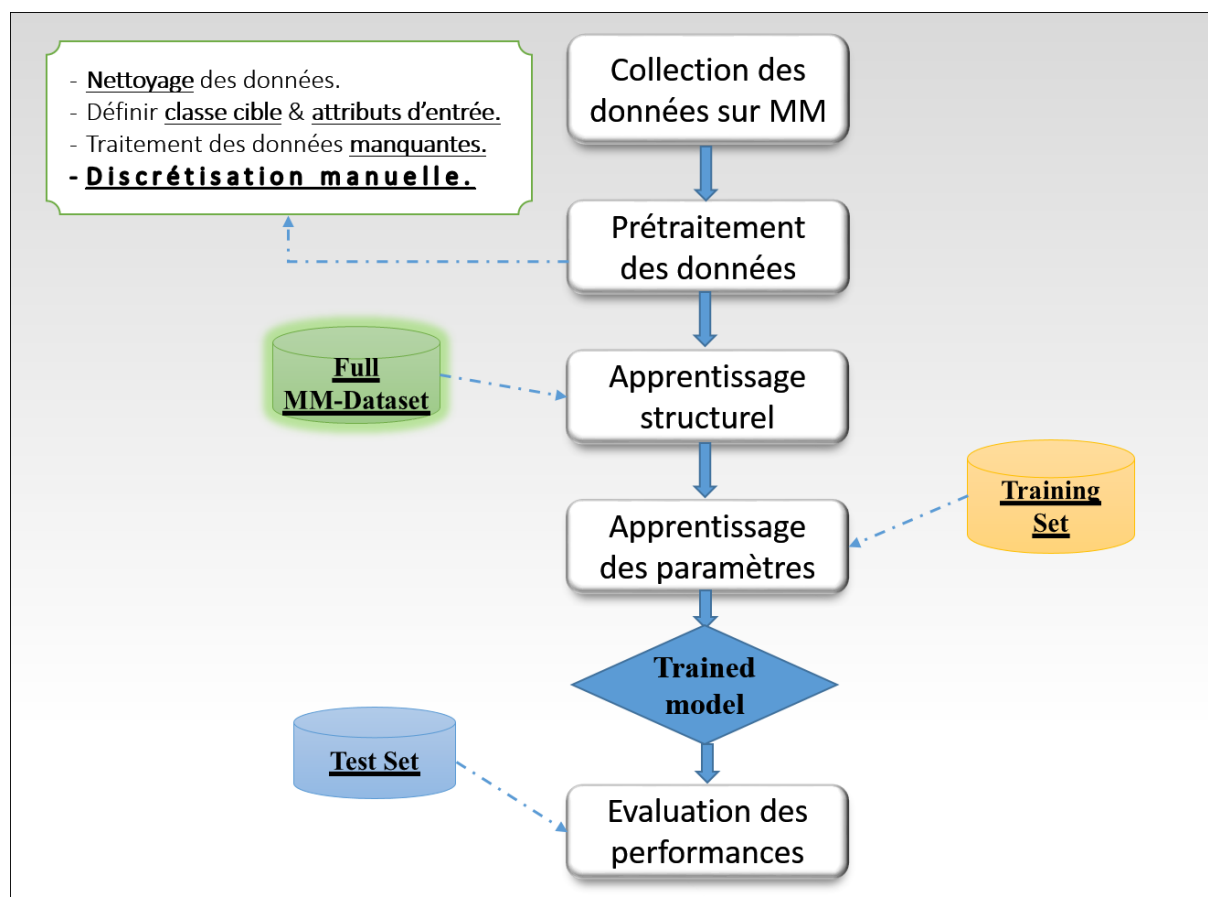 - Nettoyage des données.
- Définir classe cible & attributs d'entrée.
- Traitement des données manquantes.
- Discrétisation manuelle.
Collection des
données sur MM
Prétraitement
des données
Full
MM-Dataset
Apprentissage
structurel
Training
Set
Apprentissage
des paramètres
Trained
model
Test Set
Evaluation des
performances